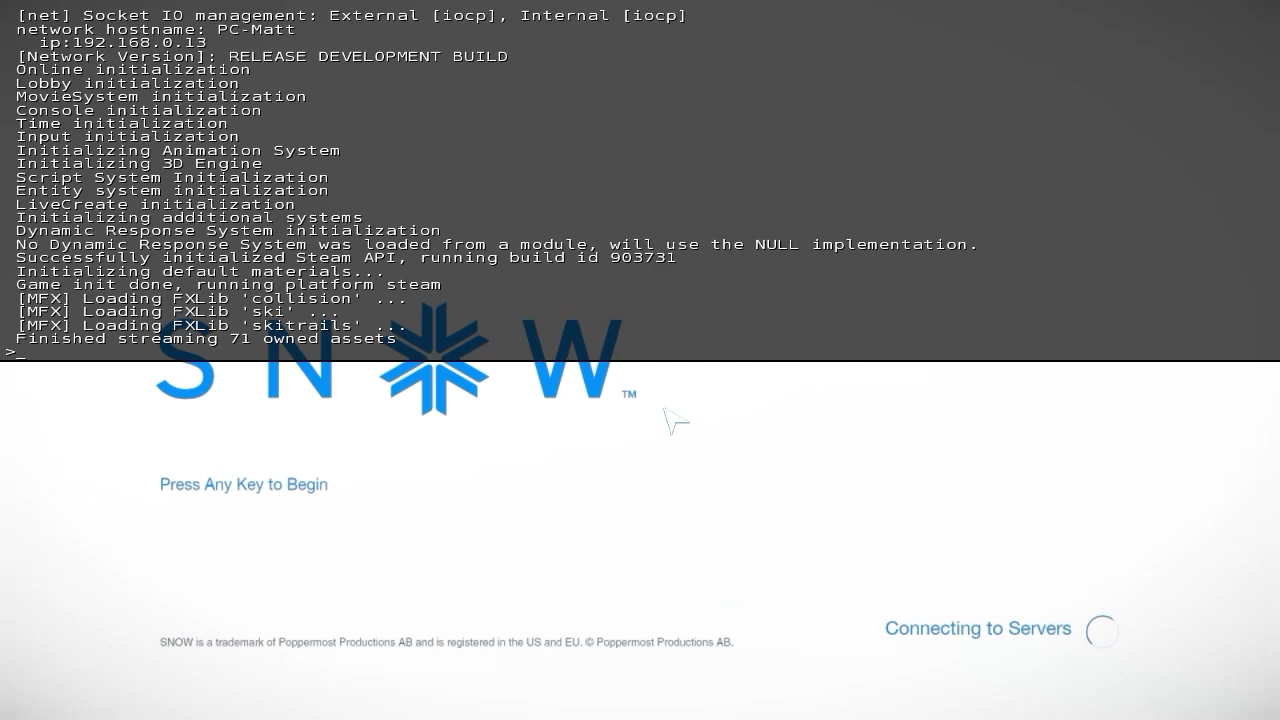 [net] Socket IO management: External [iocp], Internal [iocp]
network hostname: PC-Matt
ip:192.168.0.13
[Network Version]: RELEASE DEVELOPMENT BUILD
Online initialization
Lobby initialization
MovieSystem initialization
Console initialization
Time initialization
Input initialization
Initializing Animation System
Initializing 3D Engine
Script System Initialization
Entity system initialization
LiveCreate initialization
Initializing additional systems
Dynamic Response System initialization
No Dynamic Response System was loaded from a module, will use the NULL implementation.
Successfully initialized Steam API, running build id 903731
Initializing default materials...
Game init done, running platform steam
[MFX] Loading FXLib 'collision' ...
[MFX] Loading FXLib 'ski' ...
[MFX] Loading FXLib 'skitrails' ...
Finished streaming 71 owned assets
>_
SNOW™
Press Any Key to Begin
Connecting to Servers
SNOW is a trademark of Poppermost Productions AB and is registered in the US and EU. © Poppermost Productions AB.